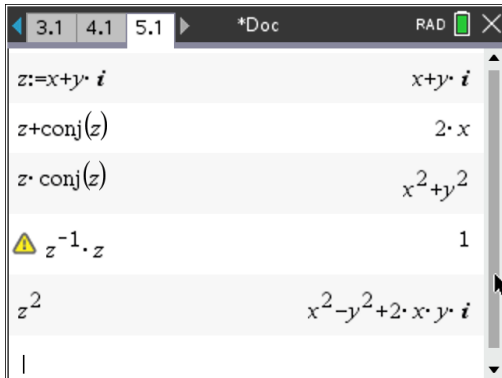 3.1 4.1 5.1 *Doc RAD
z:=x+y· i x+y· i
z+conj(z) 2· x
z· conj(z) x²+y²
z⁻¹· z 1
z² x²−y²+2· x· y· i